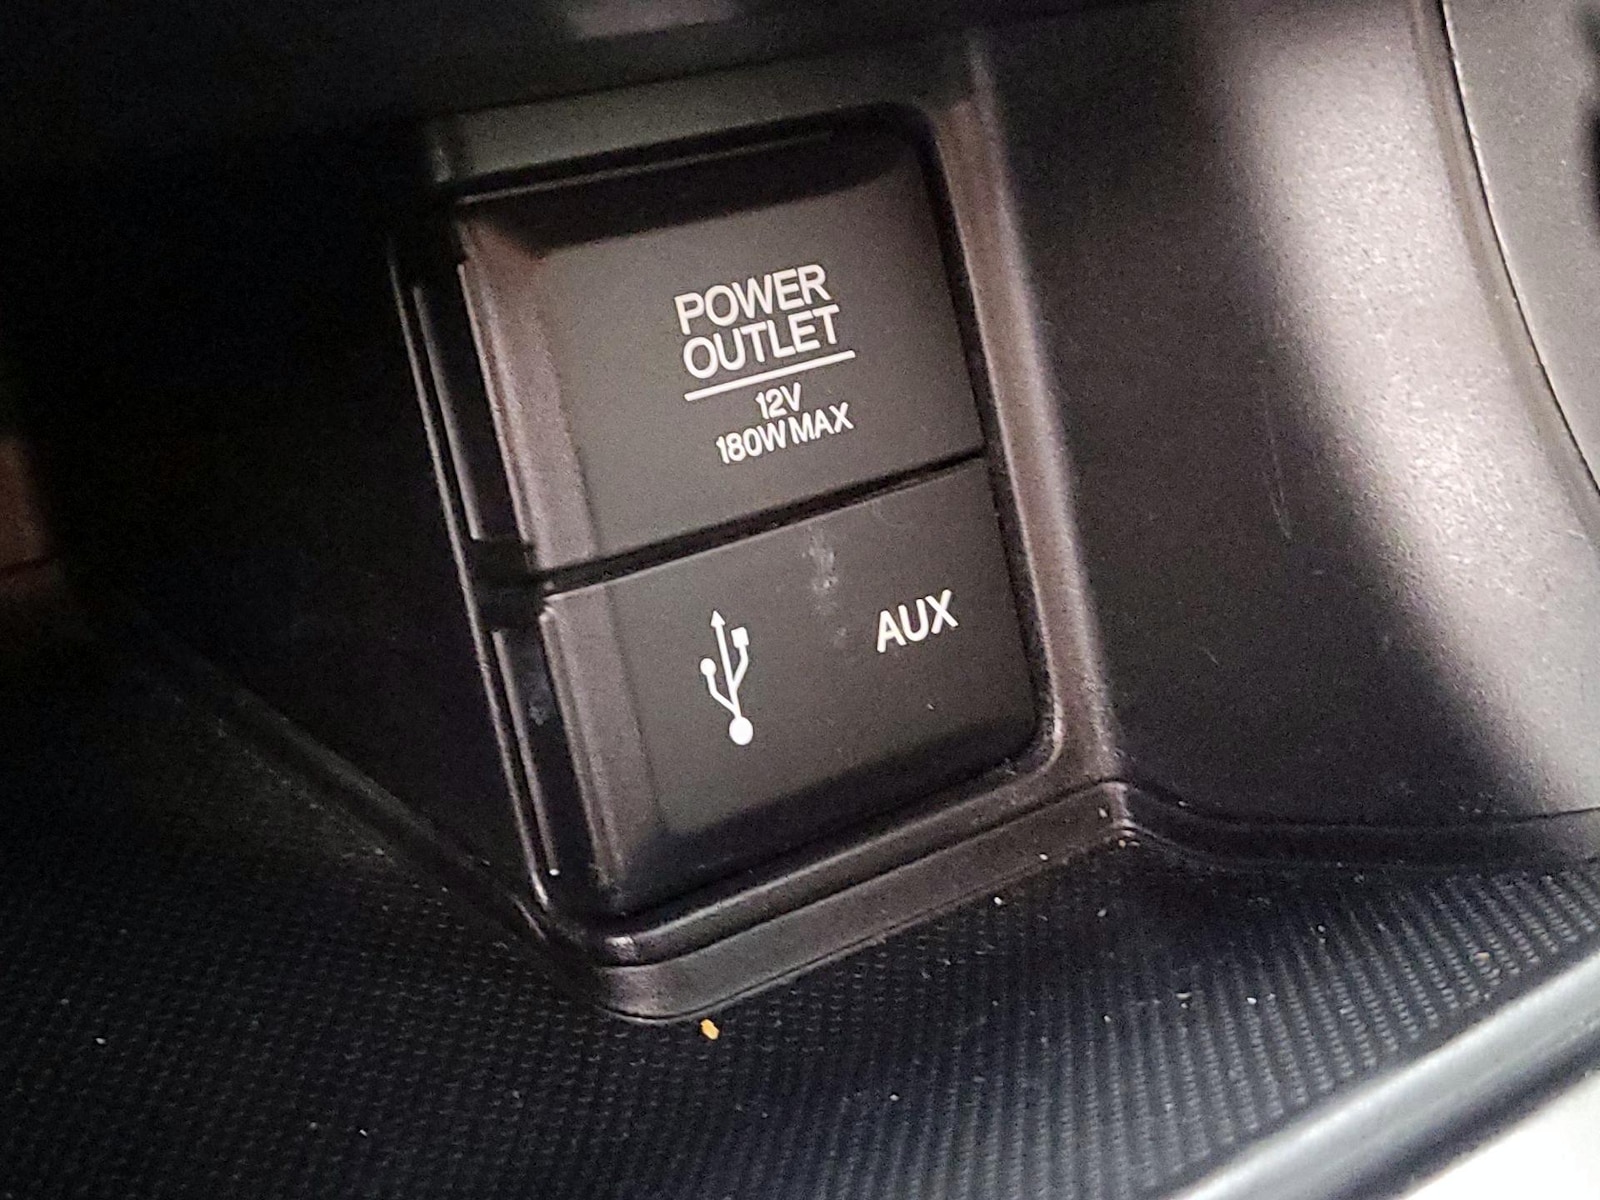 POWER
OUTLET
12V
180W MAX
AUX